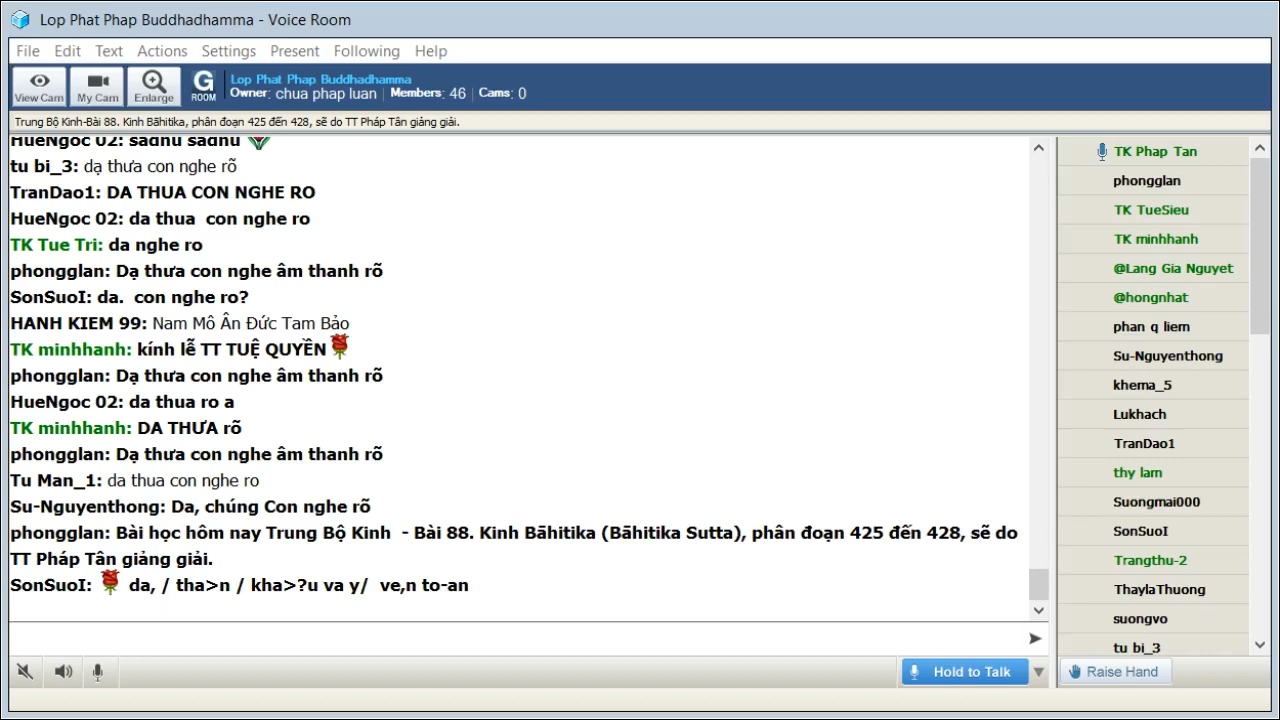 Lop Phat Phap Buddhadhamma - Voice Room
File Edit Text Actions Settings Present Following Help
View Cam My Cam Enlarge G ROOM
Lop Phat Phap Buddhadhamma
Owner: chua phap luan | Members: 46 | Cams: 0
Trung Bộ Kinh-Bài 88. Kinh Bāhitika, phân đoạn 425 đến 428, sẽ do TT Pháp Tân giảng giải.
HueNgoc 02: sadhu sadhu
tu bi_3: dạ thưa con nghe rõ
TranDao1: DA THUA CON NGHE RO
HueNgoc 02: da thua con nghe ro
TK Tue Tri: da nghe ro
phongglan: Dạ thưa con nghe âm thanh rõ
SonSuoI: da. con nghe ro?
HANH KIEM 99: Nam Mô Ân Đức Tam Bảo
TK minhhanh: kính lễ TT TUỆ QUYỀN
phongglan: Dạ thưa con nghe âm thanh rõ
HueNgoc 02: da thua ro a
TK minhhanh: DA THƯA rõ
phongglan: Dạ thưa con nghe âm thanh rõ
Tu Man_1: da thua con nghe ro
Su-Nguyenthong: Da, chúng Con nghe rõ
phongglan: Bài học hôm nay Trung Bộ Kinh - Bài 88. Kinh Bāhitika (Bāhitika Sutta), phân đoạn 425 đến 428, sẽ do
TT Pháp Tân giảng giải.
SonSuoI: da, / tha>n / kha>?u va y/ ve,n to-an
TK Phap Tan
phongglan
TK TueSieu
TK minhhanh
@Lang Gia Nguyet
@hongnhat
phan q liem
Su-Nguyenthong
khema_5
Lukhach
TranDao1
thy lam
Suongmai000
SonSuoI
Trangthu-2
ThaylaThuong
suongvo
tu bi_3
Hold to Talk
Raise Hand